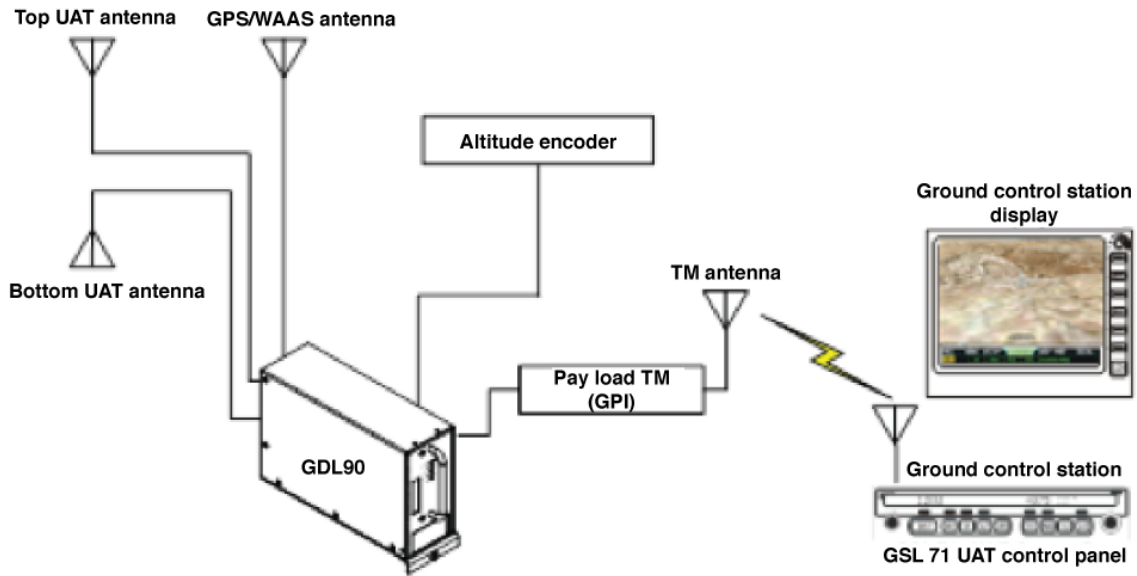 Top UAT antenna
GPS/WAAS antenna
Altitude encoder
Bottom UAT antenna
Ground control station
display
TM antenna
Pay load TM
(GPI)
GDL90
Ground control station
GSL 71 UAT control panel